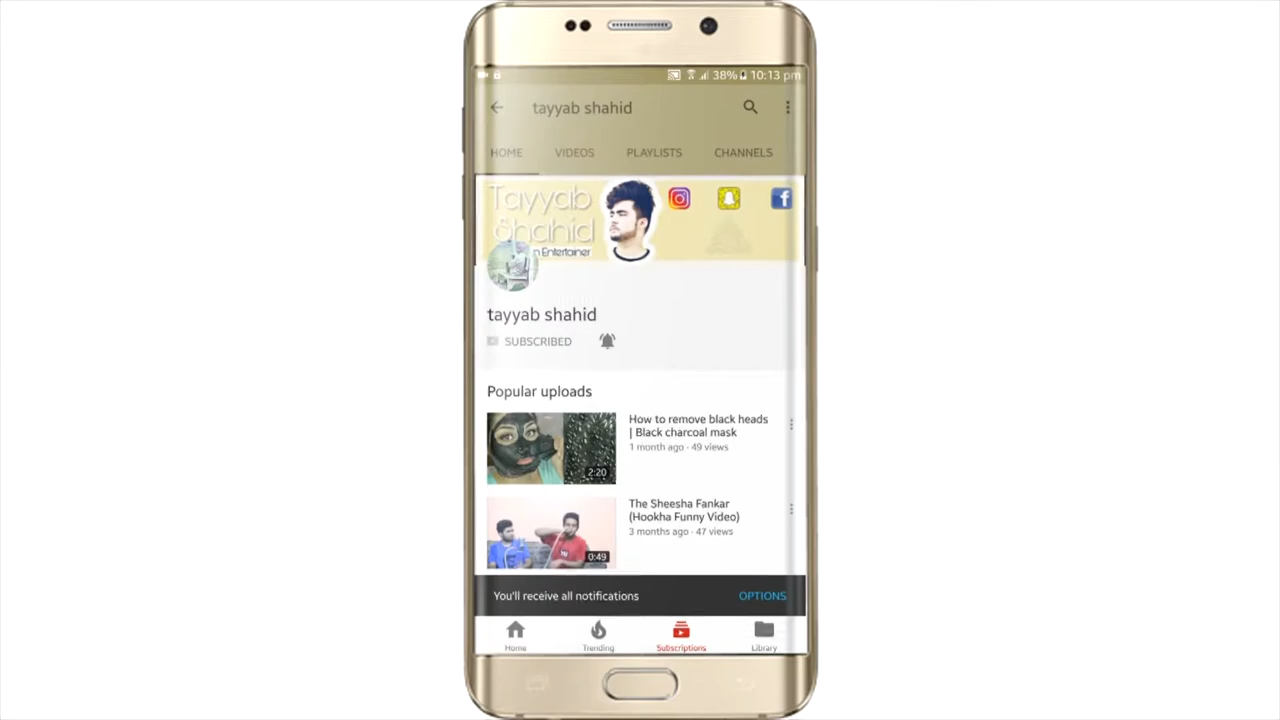 38% 10:13 pm
tayyab shahid
HOME VIDEOS PLAYLISTS CHANNELS
Tayyab
Shahid
n Entertainer
tayyab shahid
SUBSCRIBED
Popular uploads
How to remove black heads
| Black charcoal mask
1 month ago · 49 views
2:20
The Sheesha Fankar
(Hookha Funny Video)
3 months ago · 47 views
0:49
You'll receive all notifications OPTIONS
Home Trending Subscriptions Library